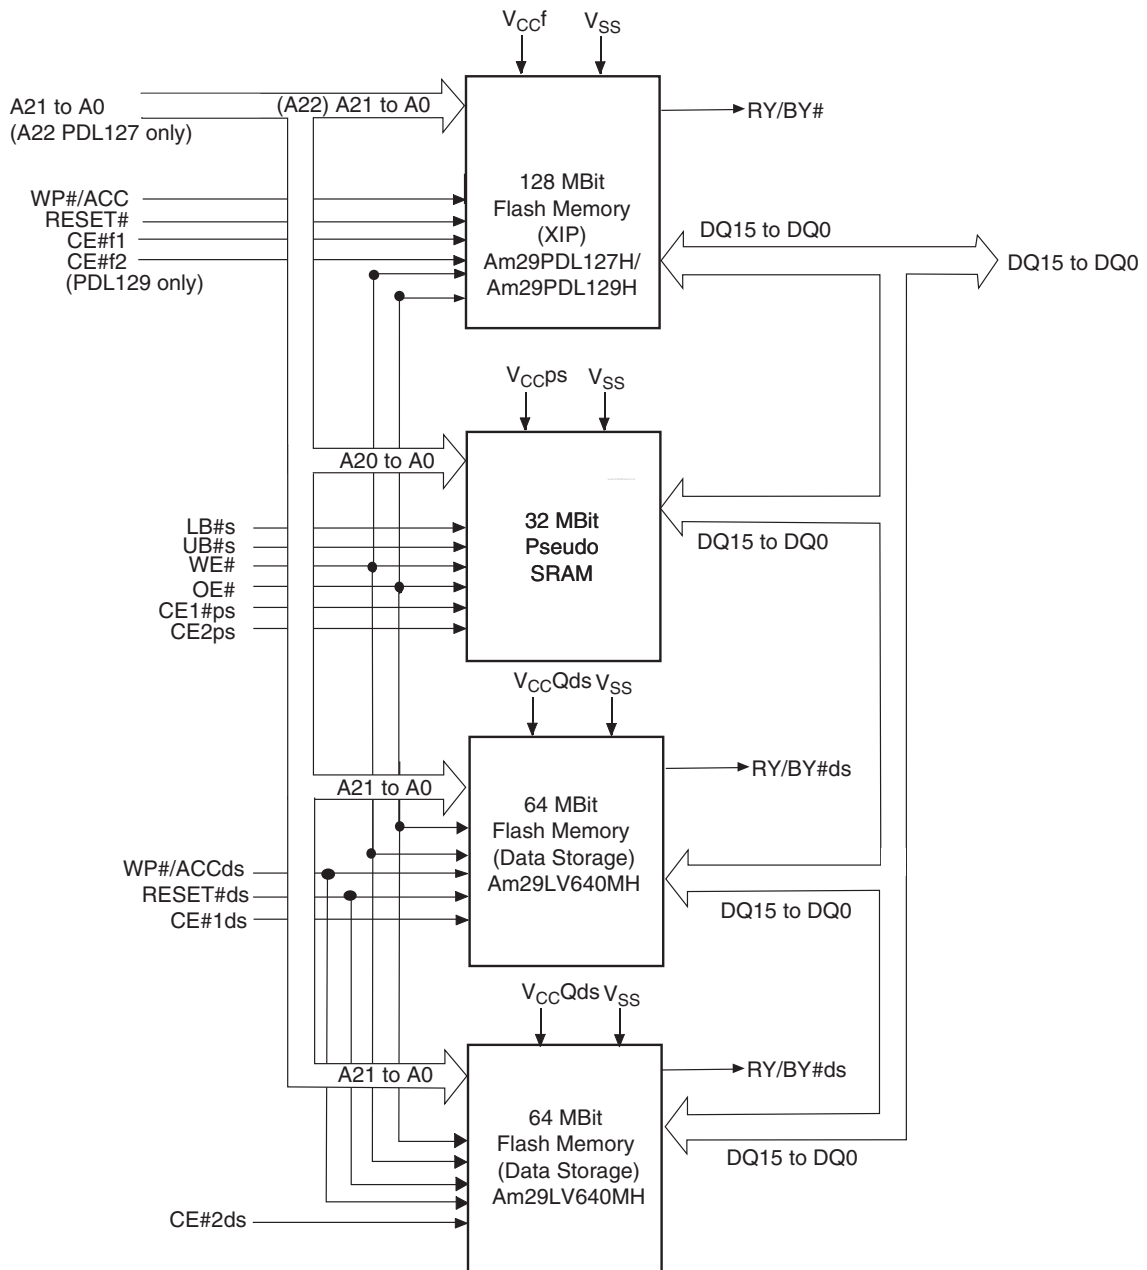 VCCf VSS
A21 to A0
(A22 PDL127 only)
(A22) A21 to A0
RY/BY#
WP#/ACC
RESET#
CE#f1
CE#f2
(PDL129 only)
128 MBit
Flash Memory
(XIP)
Am29PDL127H/
Am29PDL129H
DQ15 to DQ0
DQ15 to DQ0
VCCps VSS
A20 to A0
LB#s
UB#s
WE#
OE#
CE1#ps
CE2ps
32 MBit
Pseudo
SRAM
DQ15 to DQ0
VCCQds VSS
A21 to A0
RY/BY#ds
64 MBit
Flash Memory
(Data Storage)
Am29LV640MH
WP#/ACCds
RESET#ds
CE#1ds
DQ15 to DQ0
VCCQds VSS
A21 to A0
RY/BY#ds
64 MBit
Flash Memory
(Data Storage)
Am29LV640MH
DQ15 to DQ0
CE#2ds